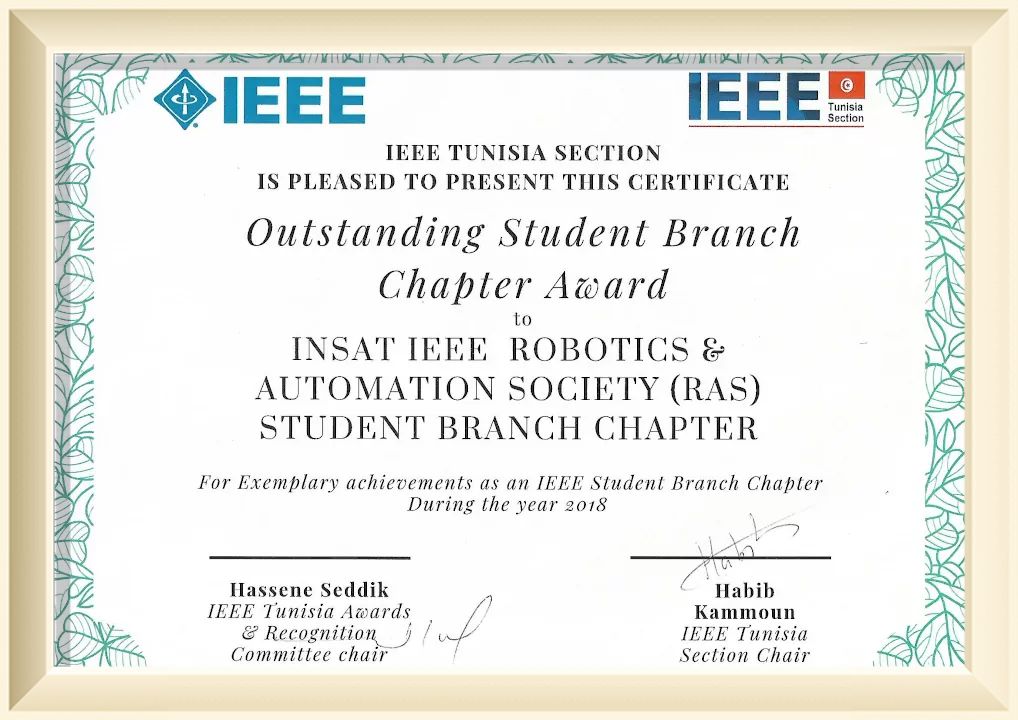 IEEE
IEEE
Tunisia
Section
IEEE TUNISIA SECTION
IS PLEASED TO PRESENT THIS CERTIFICATE
Outstanding Student Branch
Chapter Award
to
INSAT IEEE ROBOTICS &
AUTOMATION SOCIETY (RAS)
STUDENT BRANCH CHAPTER
For Exemplary achievements as an IEEE Student Branch Chapter
During the year 2018
Hassene Seddik
IEEE Tunisia Awards
& Recognition
Committee chair
Habib
Kammoun
IEEE Tunisia
Section Chair